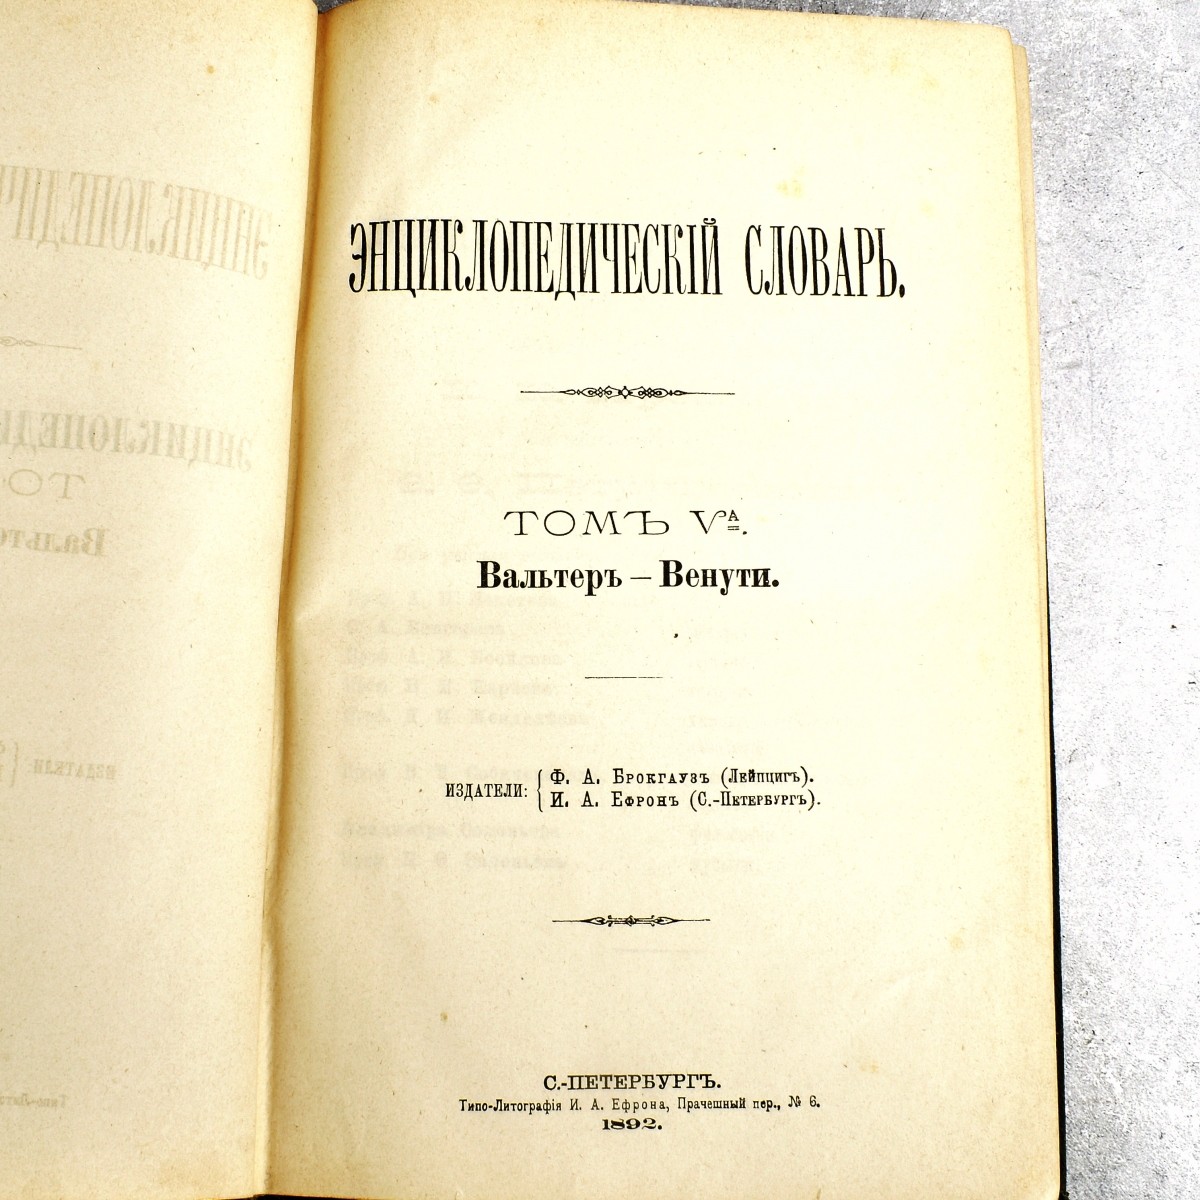 ЭНЦИКЛОПЕДИЧЕСКІЙ СЛОВАРЬ.
ТОМЪ Vᴬ.
Вальтеръ — Венути.
ИЗДАТЕЛИ: { Ф. А. Брокгаузъ (Лейпцигъ).
И. А. Ефронъ (С.-Петербургъ).
С.-ПЕТЕРБУРГЪ.
Типо-Литографія И. А. Ефрона, Прачешный пер., № 6.
1892.